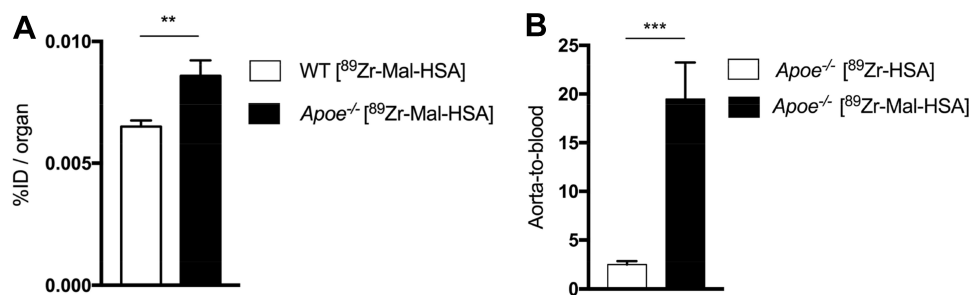 A
**
0.010
0.005
0.000
%ID / organ
WT [⁸⁹Zr-Mal-HSA]
Apoe⁻/⁻ [⁸⁹Zr-Mal-HSA]
B
***
25
20
15
10
5
0
Aorta-to-blood
Apoe⁻/⁻ [⁸⁹Zr-HSA]
Apoe⁻/⁻ [⁸⁹Zr-Mal-HSA]